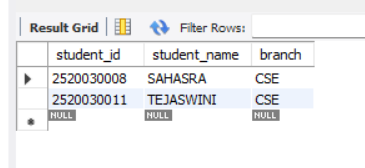 Result Grid Filter Rows:
student_id student_name branch
2520030008 SAHASRA CSE
2520030011 TEJASWINI CSE
NULL NULL NULL